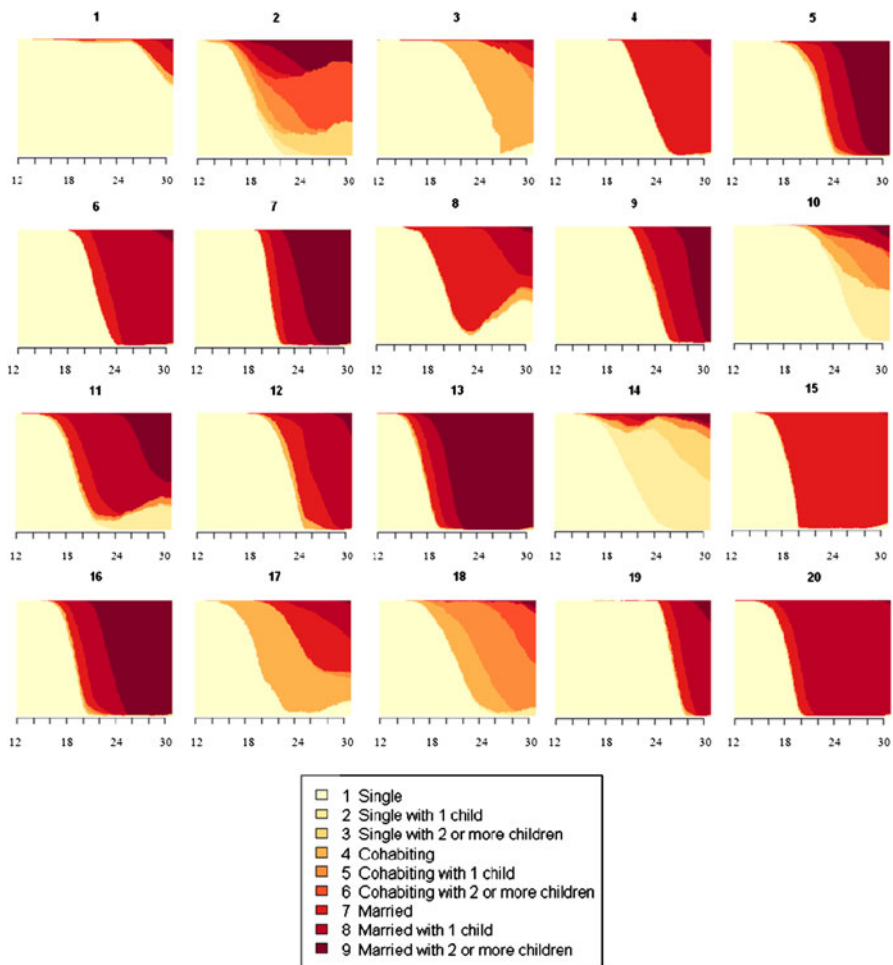 1 2 3 4 5
12 18 24 30 12 18 24 30 12 18 24 30 12 18 24 30 12 18 24 30
6 7 8 9 10
12 18 24 30 12 18 24 30 12 18 24 30 12 18 24 30 12 18 24 30
11 12 13 14 15
12 18 24 30 12 18 24 30 12 18 24 30 12 18 24 30 12 18 24 30
16 17 18 19 20
12 18 24 30 12 18 24 30 12 18 24 30 12 18 24 30 12 18 24 30
1 Single
2 Single with 1 child
3 Single with 2 or more children
4 Cohabiting
5 Cohabiting with 1 child
6 Cohabiting with 2 or more children
7 Married
8 Married with 1 child
9 Married with 2 or more children